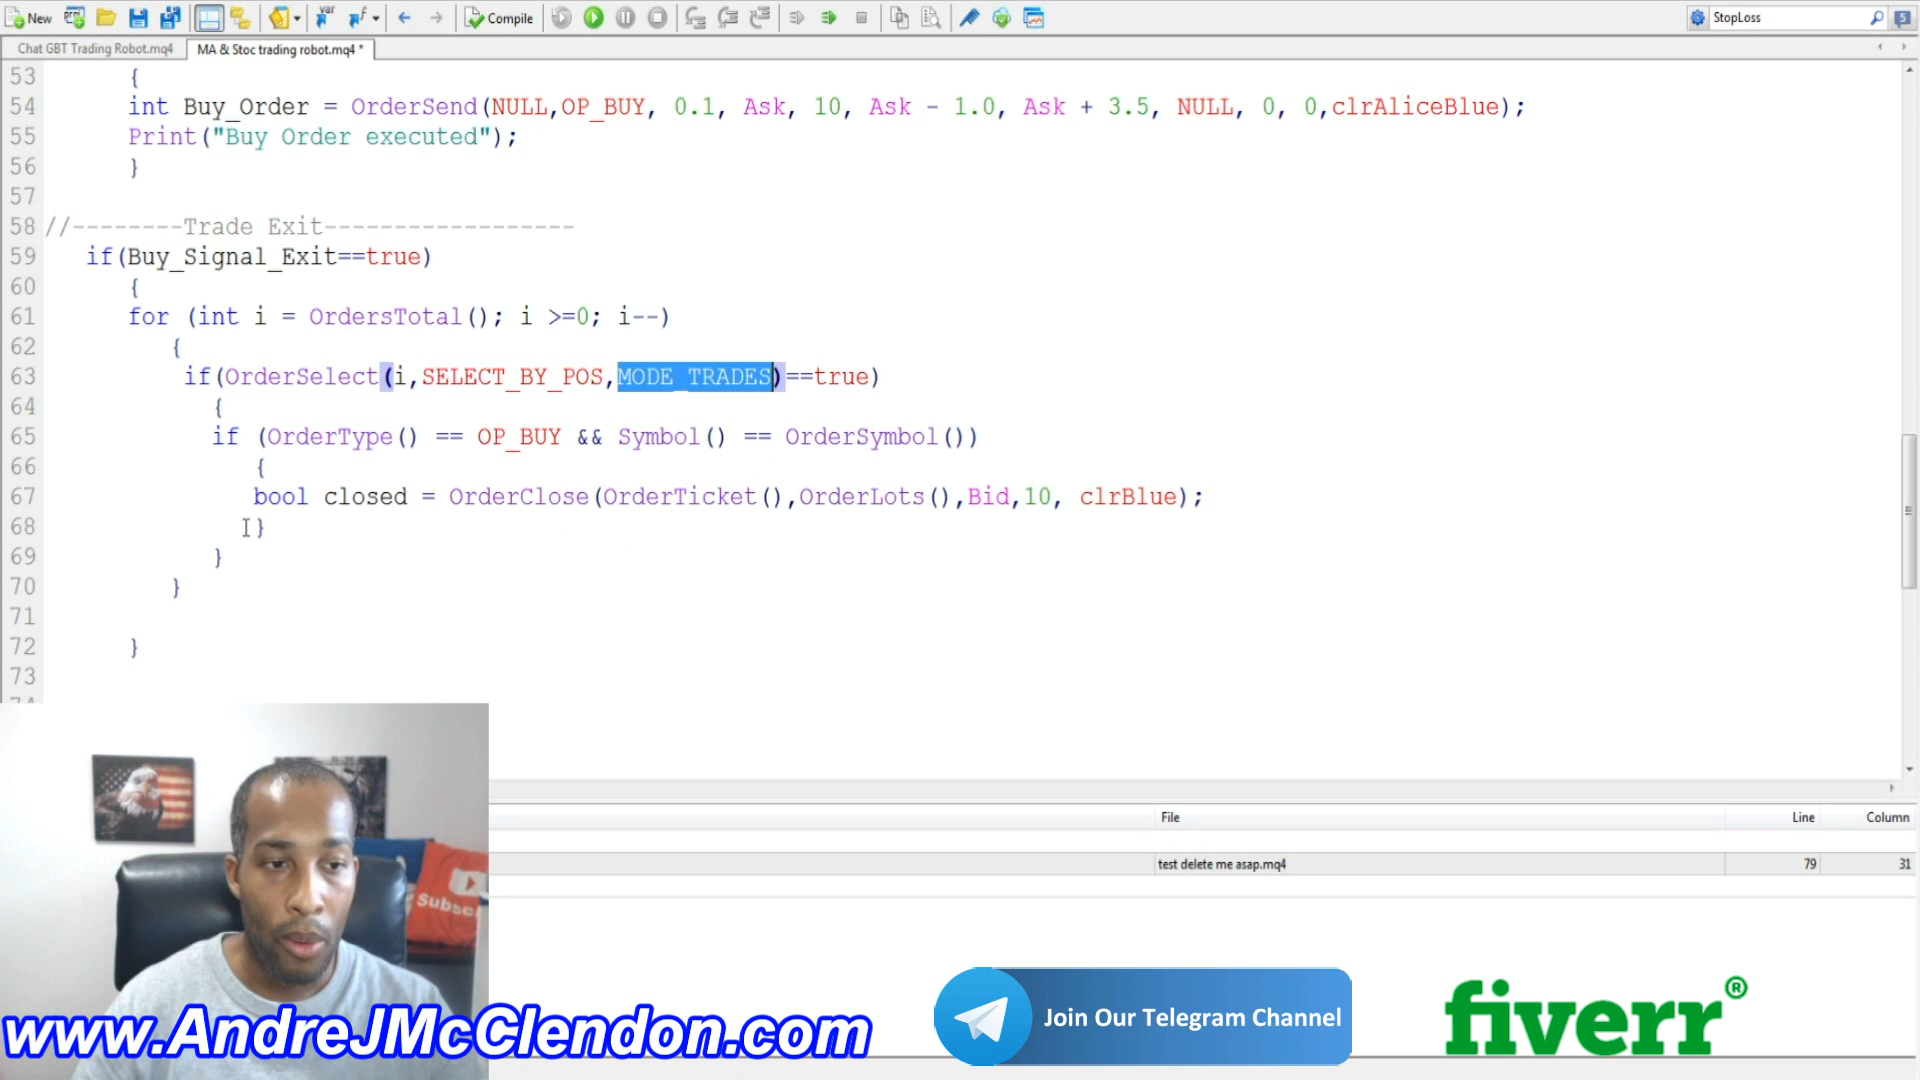 New
Compile
StopLoss
5
Chat GBT Trading Robot.mq4
MA & Stoc trading robot.mq4 *
53 {
54 int Buy_Order = OrderSend(NULL,OP_BUY, 0.1, Ask, 10, Ask - 1.0, Ask + 3.5, NULL, 0, 0,clrAliceBlue);
55 Print("Buy Order executed");
56 }
57
58 //--------Trade Exit------------------
59 if(Buy_Signal_Exit==true)
60 {
61 for (int i = OrdersTotal(); i >=0; i--)
62 {
63 if(OrderSelect(i,SELECT_BY_POS,MODE_TRADES)==true)
64 {
65 if (OrderType() == OP_BUY && Symbol() == OrderSymbol())
66 {
67 bool closed = OrderClose(OrderTicket(),OrderLots(),Bid,10, clrBlue);
68 }
69 }
70 }
71
72 }
73
File Line Column
test delete me asap.mq4 79 31
Subsc
www.AndreJMcClendon.com
Join Our Telegram Channel
fiverr®